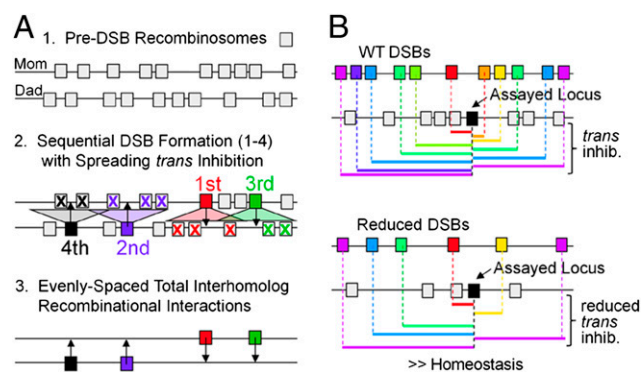 A
1. Pre-DSB Recombinosomes
Mom
Dad
2. Sequential DSB Formation (1-4)
with Spreading trans Inhibition
1st 3rd
X X X X
X X X X X
4th 2nd
3. Evenly-Spaced Total Interhomolog
Recombinational Interactions
B
WT DSBs
Assayed Locus
trans
inhib.
Reduced DSBs
Assayed Locus
reduced
trans
inhib.
>> Homeostasis